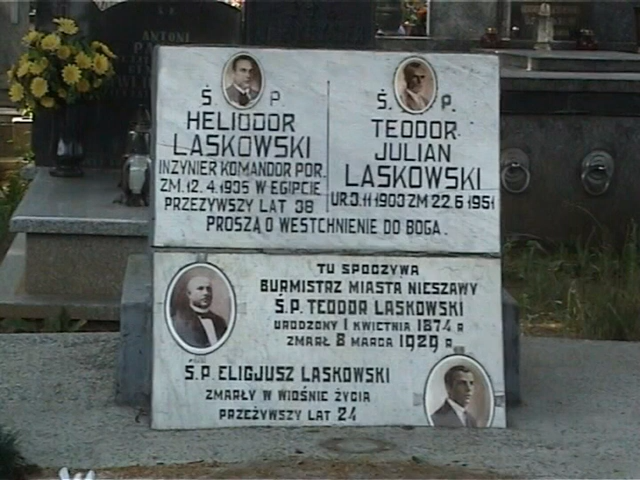 Ś. P.
HELIODOR
LASKOWSKI
INŻYNIER KOMANDOR POR.
ZM. 12.4.1935 W EGIPCIE
PRZEŻYWSZY LAT 38
Ś. P.
TEODOR
JULIAN
LASKOWSKI
UR 3.11 1903 ZM 22.6 1951
PROSZĄ O WESTCHNIENIE DO BOGA.
TU SPOCZYWA
BURMISTRZ MIASTA NIESZAWY
Ś.P. TEODOR LASKOWSKI
URODZONY 1 KWIETNIA 1874 R
ZMARŁ 8 MARCA 1929 R
Ś.P. ELIGJUSZ LASKOWSKI
ZMARŁY W WIOŚNIE ŻYCIA
PRZEŻYWSZY LAT 24
ANTONI